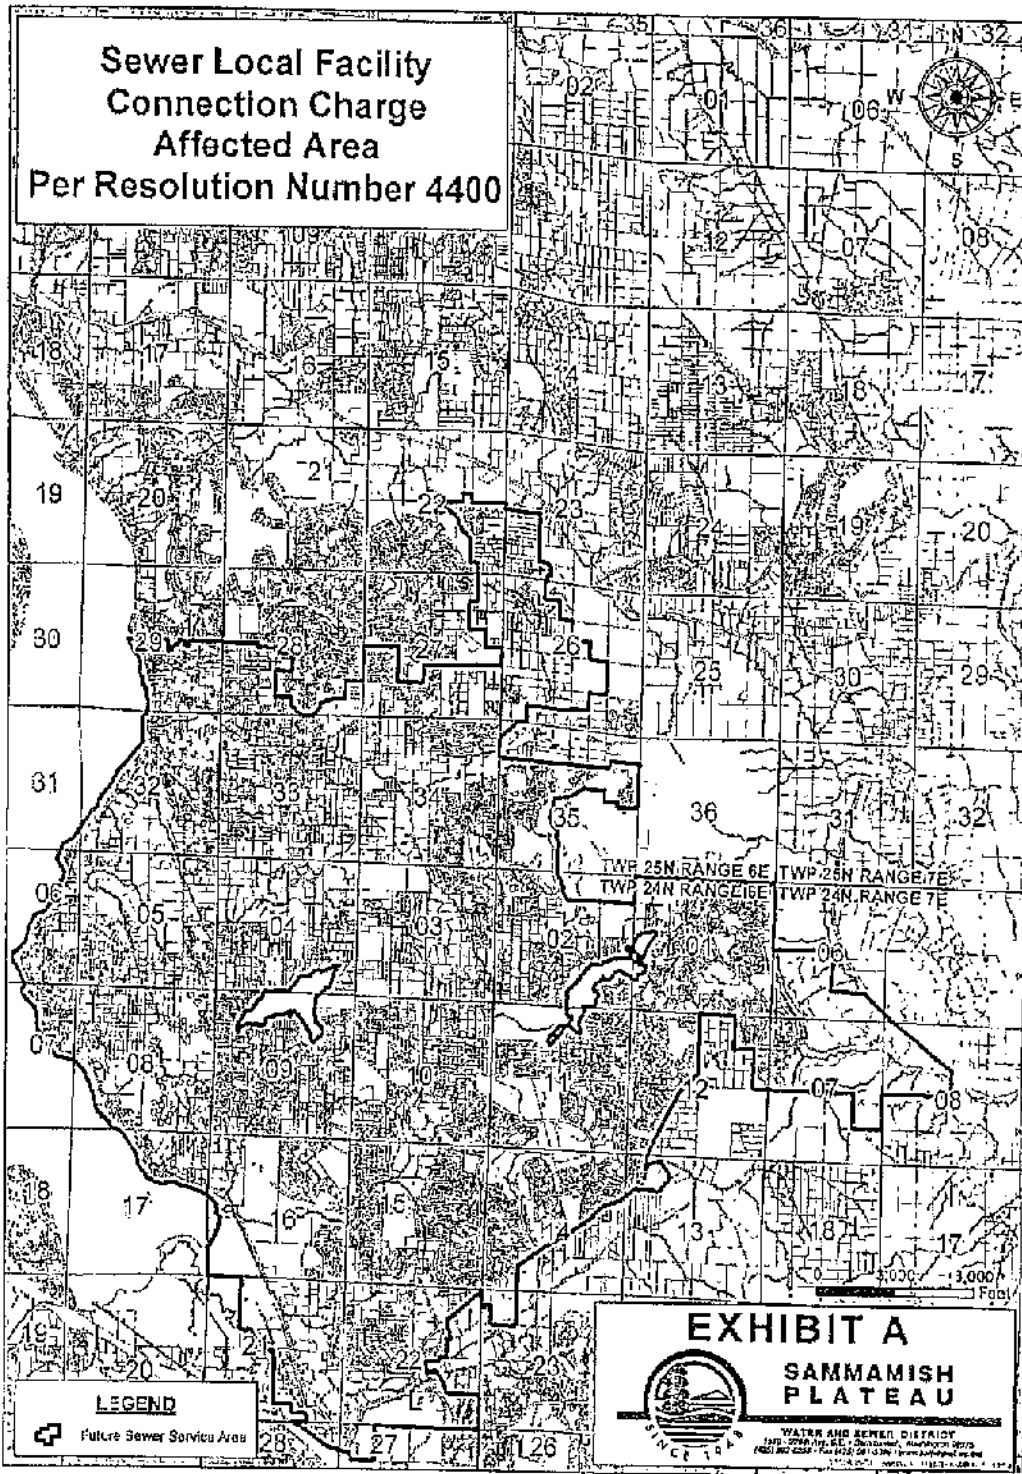 Sewer Local Facility
Connection Charge
Affected Area
Per Resolution Number 4400
35 36 31 N 32
02 01 06 W E
S
09 12 07 08
18 17 16 15 13 18 17
19 20 22 23 24 19 20
30 29 28 26 25 30 29
31 32 33 35 36 31 32
TWP 25N RANGE 6E TWP 25N RANGE 7E
TWP 24N RANGE 6E TWP 24N RANGE 7E
06 05 04 03 02 01 06
07 08 09 10 11 07 08
18 17 16 15 13 18 17
0 3,000
Feet
19 20 22 23
28 27 26
LEGEND
Future Sewer Service Area
EXHIBIT A
SAMMAMISH
PLATEAU
WATER AND SEWER DISTRICT
SINCE 1948